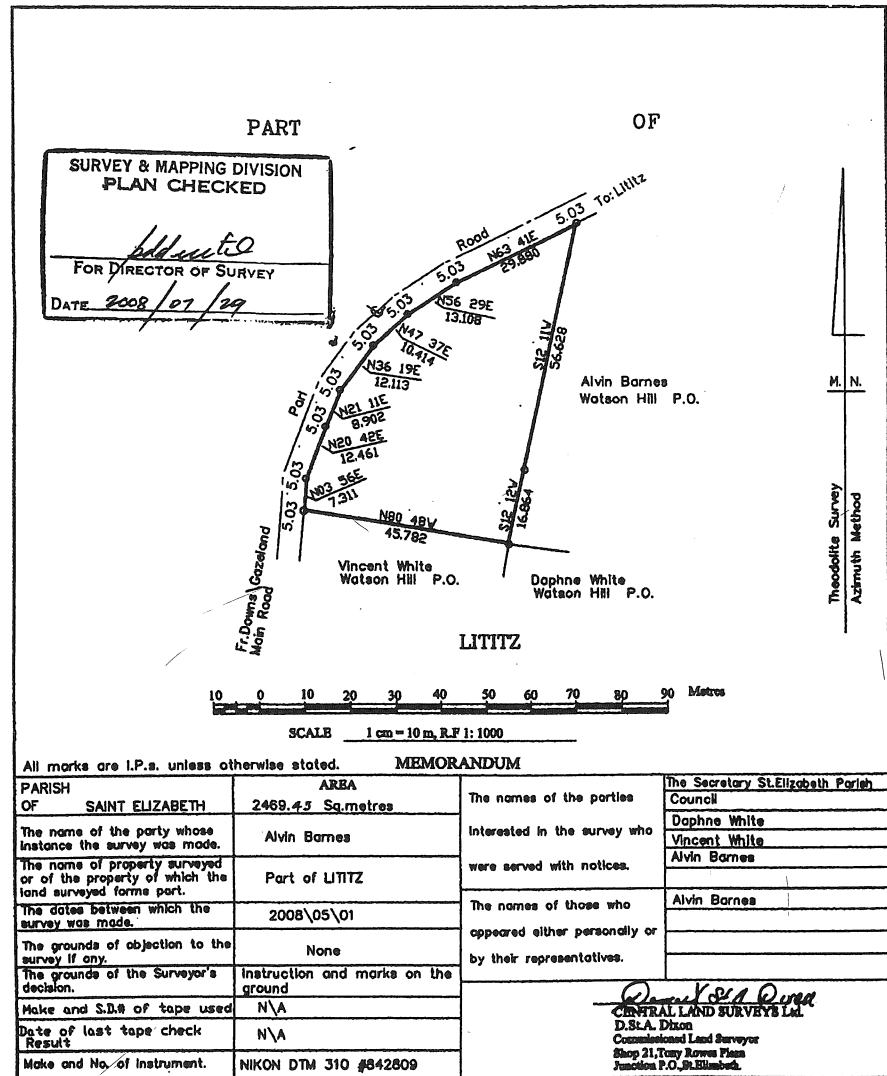 PART OF
SURVEY & MAPPING DIVISION
PLAN CHECKED
FOR DIRECTOR OF SURVEY
DATE 2008/07/29
To: Lititz
Road
Part
5.03
5.03
5.03
5.03
5.03
5.03
5.03
5.03
N63 41E
29.880
N56 29E
13.108
N47 37E
10.414
N36 19E
12.113
N21 11E
8.902
N20 42E
12.461
N03 56E
7.311
N80 48W
45.782
S12 11W
56.628
S12 12W
16.864
Alvin Barnes
Watson Hill P.O.
Vincent White
Watson Hill P.O.
Daphne White
Watson Hill P.O.
Fr. Downs\Gazeland
Main Road
M. N.
Theodolite Survey
Azimuth Method
LITITZ
10 0 10 20 30 40 50 60 70 80 90 Metres
SCALE 1 cm = 10 m, R.F 1: 1000
All marks are I.P.s. unless otherwise stated.
MEMORANDUM
PARISH
OF SAINT ELIZABETH
AREA
2469.45 Sq.metres
The name of the party whose
instance the survey was made.
Alvin Barnes
The name of property surveyed
or of the property of which the
land surveyed forms part.
Part of LITITZ
The dates between which the
survey was made.
2008\05\01
The grounds of objection to the
survey if any.
None
The grounds of the Surveyor's
decision.
Instruction and marks on the
ground
Make and S.D.# of tape used
N\A
Date of last tape check
Result
N\A
Make and No. of Instrument.
NIKON DTM 310 #842809
The names of the parties
interested in the survey who
were served with notices.
The Secretary St.Elizabeth Parish
Council
Daphne White
Vincent White
Alvin Barnes
The names of those who
appeared either personally or
by their representatives.
Alvin Barnes
CENTRAL LAND SURVEYS Ltd.
D.St.A. Dixon
Commissioned Land Surveyor
Shop 21, Tony Rowes Plaza
Junction P.O., St.Elizabeth.